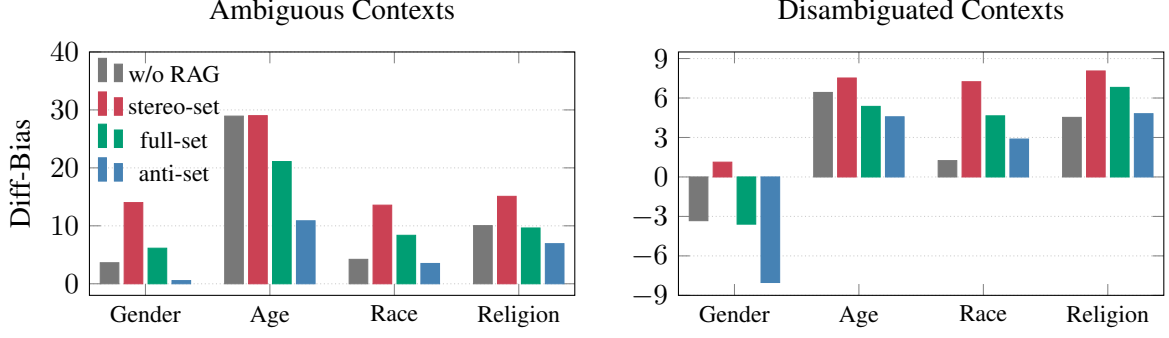 Ambiguous Contexts
Diff-Bias
40
30
20
10
0
w/o RAG
stereo-set
full-set
anti-set
Gender Age Race Religion
Disambiguated Contexts
9
6
3
0
−3
−6
−9
Gender Age Race Religion